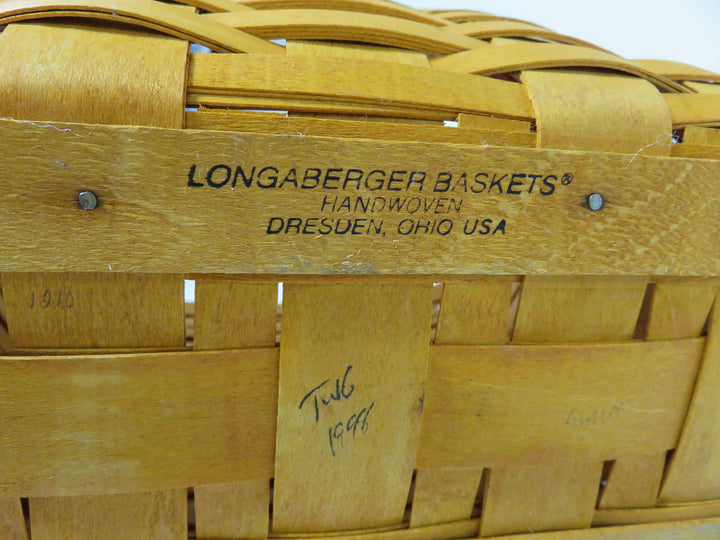 LONGABERGER BASKETS®
HANDWOVEN
DRESDEN, OHIO USA
1998